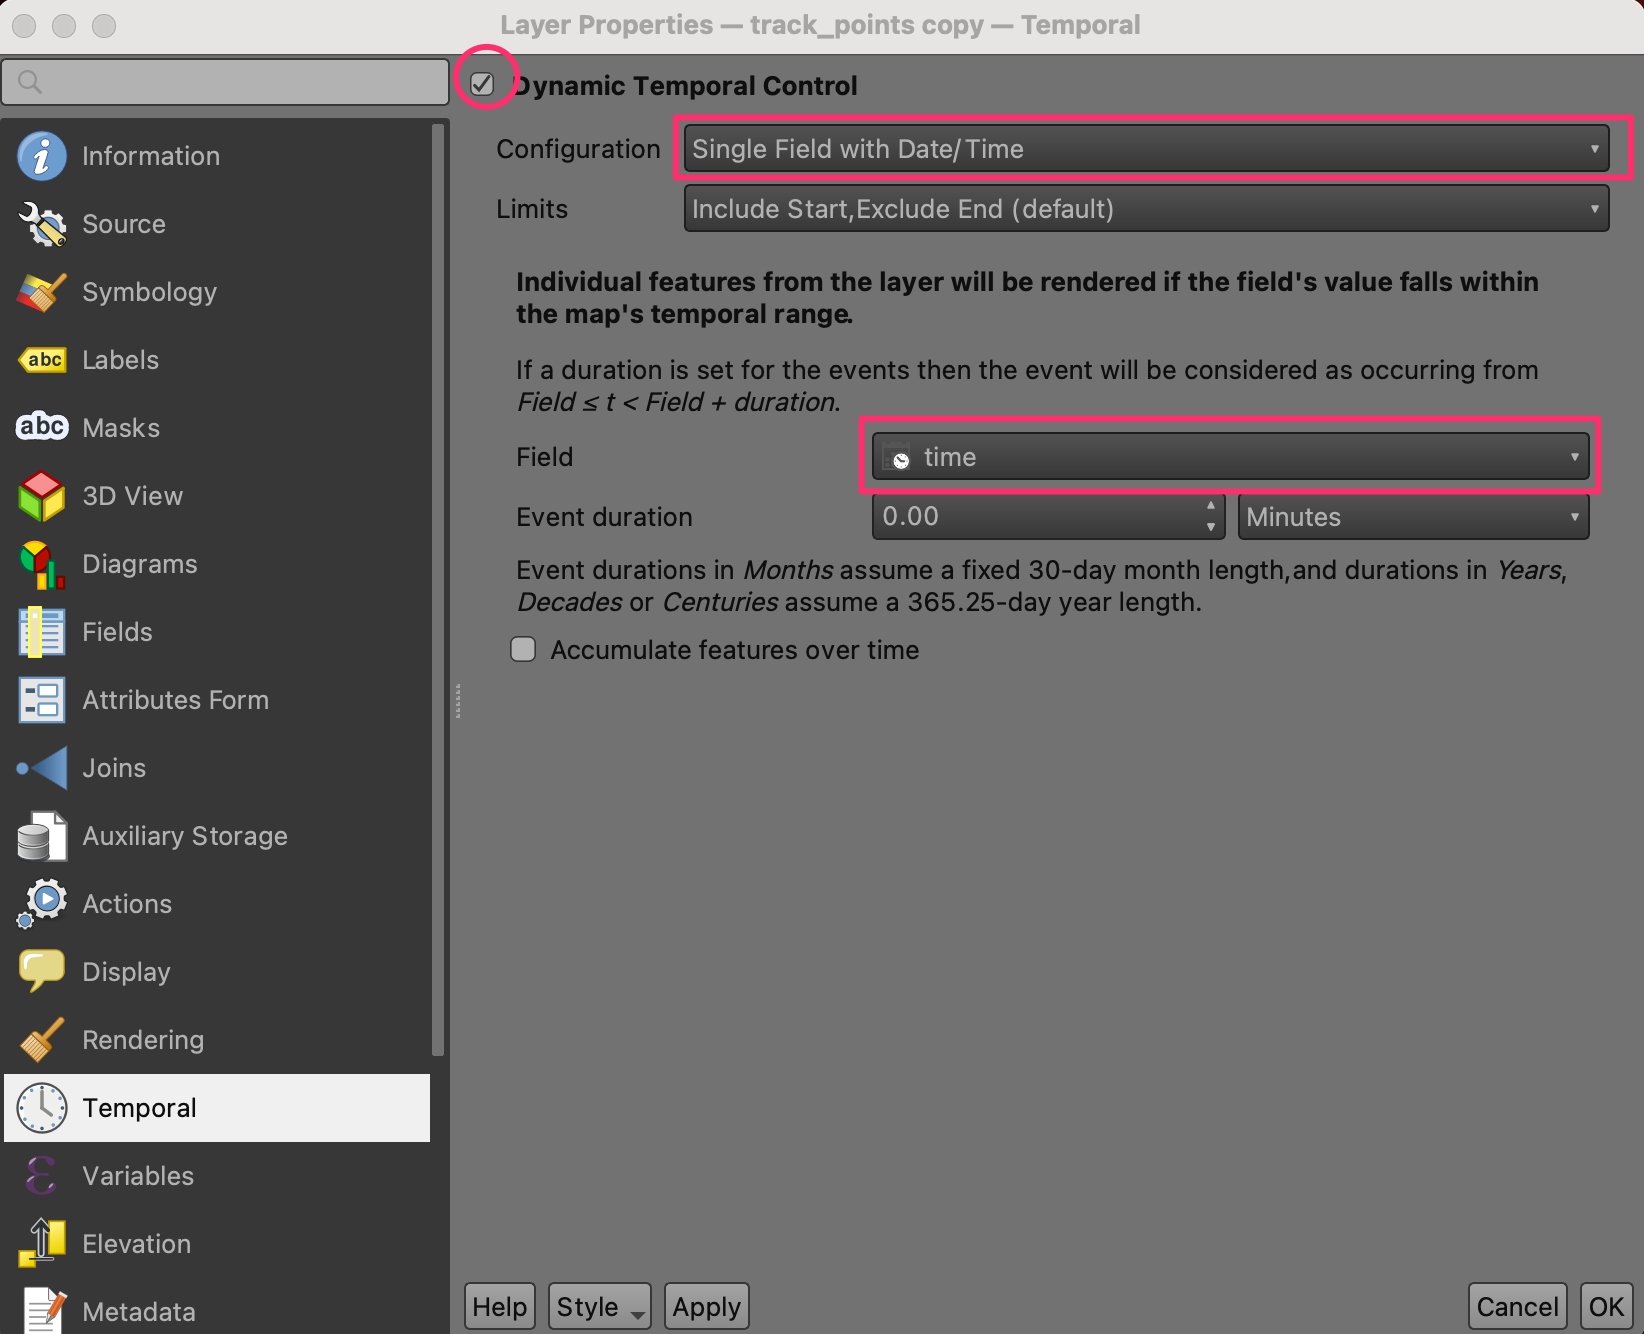 Layer Properties — track_points copy — Temporal
Dynamic Temporal Control
Configuration
Single Field with Date/Time
Limits
Include Start,Exclude End (default)
Individual features from the layer will be rendered if the field's value falls within
the map's temporal range.
If a duration is set for the events then the event will be considered as occurring from
Field ≤ t < Field + duration.
Field
time
Event duration
0.00
Minutes
Event durations in Months assume a fixed 30-day month length,and durations in Years,
Decades or Centuries assume a 365.25-day year length.
Accumulate features over time
Information
Source
Symbology
abc
Labels
abc
Masks
3D View
Diagrams
Fields
Attributes Form
Joins
Auxiliary Storage
Actions
Display
Rendering
Temporal
Variables
Elevation
Metadata
Help
Style
Apply
Cancel
OK